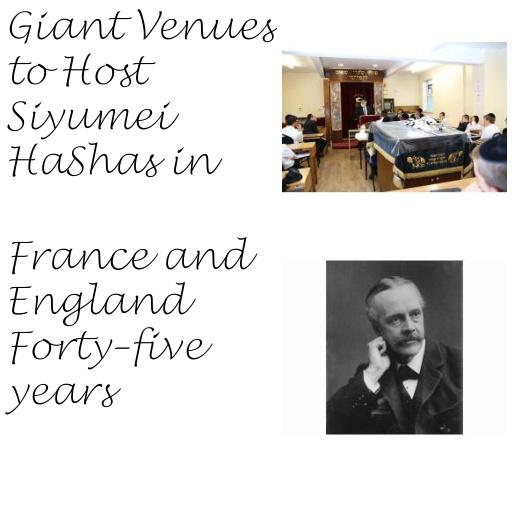 Giant Venues
to Host
Siyumei
HaShas in
France and
England
Forty-five
years